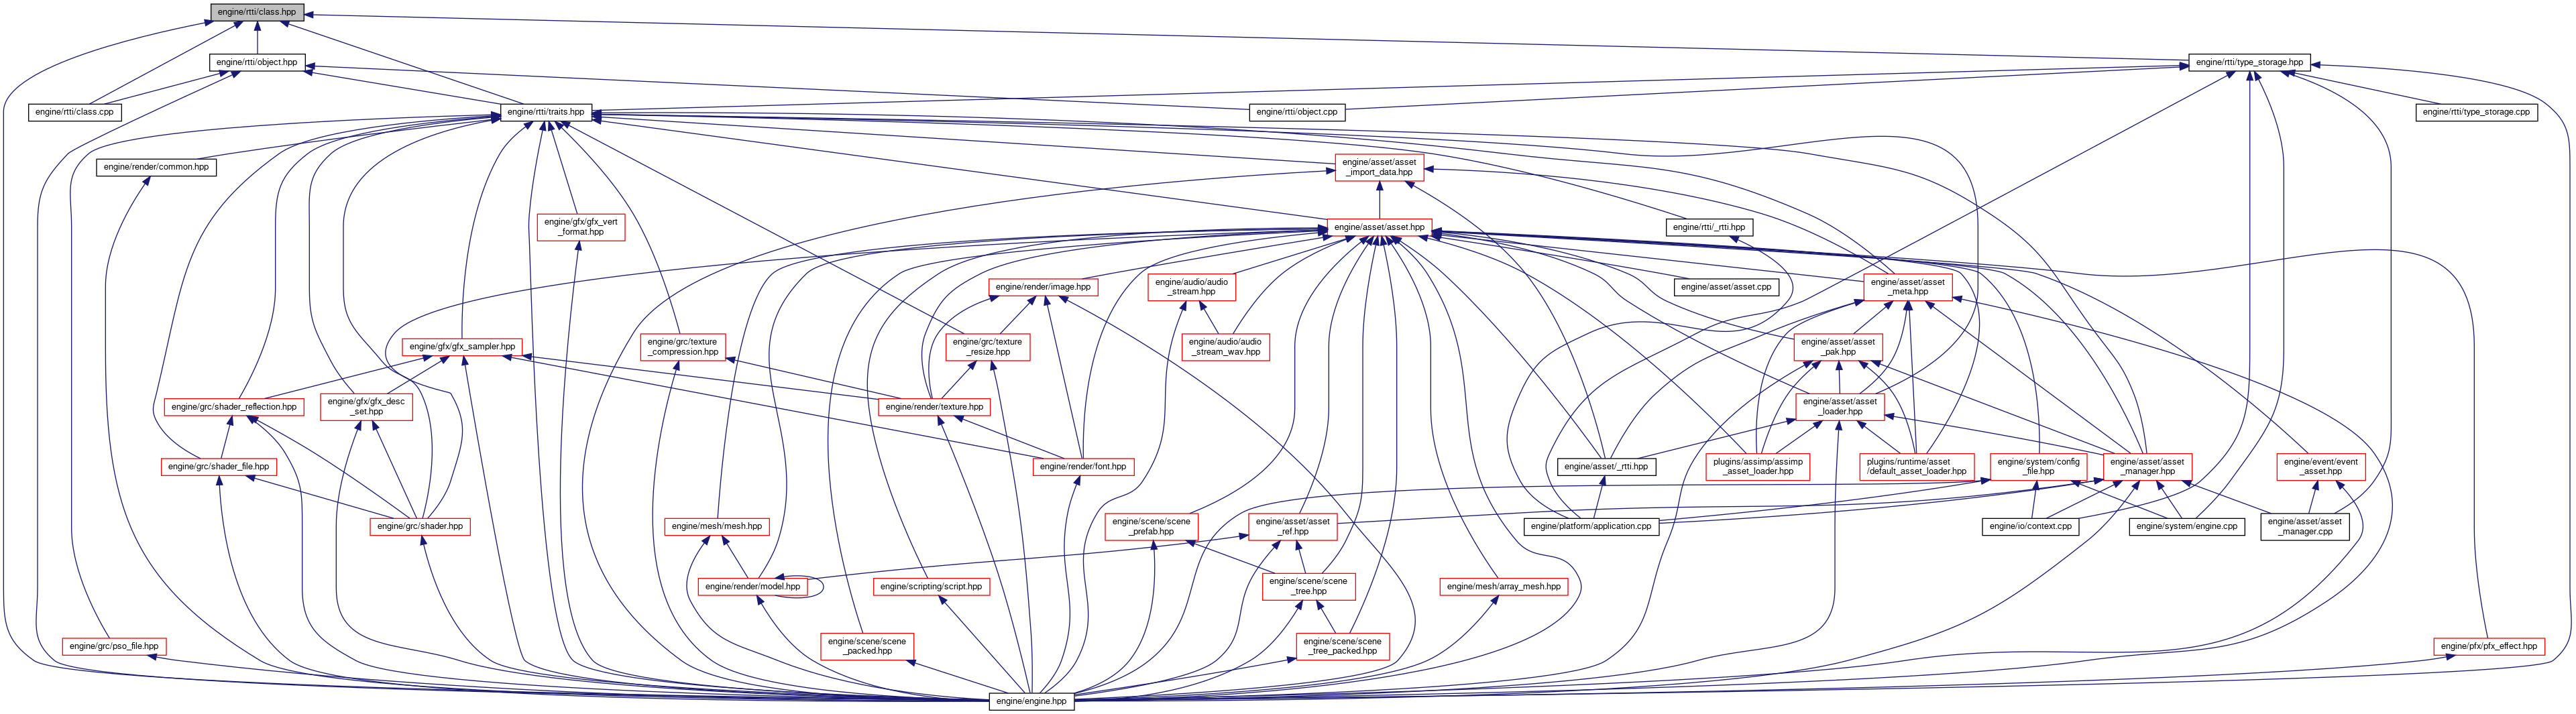 engine/rtti/class.hpp
engine/rtti/object.hpp
engine/rtti/type_storage.hpp
engine/rtti/class.cpp
engine/rtti/traits.hpp
engine/rtti/object.cpp
engine/rtti/type_storage.cpp
engine/render/common.hpp
engine/asset/asset
_import_data.hpp
engine/gfx/gfx_vert
_format.hpp
engine/asset/asset.hpp
engine/rtti/_rtti.hpp
engine/render/image.hpp
engine/audio/audio
_stream.hpp
engine/asset/asset.cpp
engine/asset/asset
_meta.hpp
engine/gfx/gfx_sampler.hpp
engine/grc/texture
_compression.hpp
engine/grc/texture
_resize.hpp
engine/audio/audio
_stream_wav.hpp
engine/asset/asset
_pak.hpp
engine/grc/shader_reflection.hpp
engine/gfx/gfx_desc
_set.hpp
engine/render/texture.hpp
engine/asset/asset
_loader.hpp
engine/grc/shader_file.hpp
engine/render/font.hpp
engine/asset/_rtti.hpp
plugins/assimp/assimp
_asset_loader.hpp
plugins/runtime/asset
/default_asset_loader.hpp
engine/system/config
_file.hpp
engine/asset/asset
_manager.hpp
engine/event/event
_asset.hpp
engine/grc/shader.hpp
engine/mesh/mesh.hpp
engine/scene/scene
_prefab.hpp
engine/asset/asset
_ref.hpp
engine/platform/application.cpp
engine/io/context.cpp
engine/system/engine.cpp
engine/asset/asset
_manager.cpp
engine/render/model.hpp
engine/scripting/script.hpp
engine/scene/scene
_tree.hpp
engine/mesh/array_mesh.hpp
engine/grc/pso_file.hpp
engine/scene/scene
_packed.hpp
engine/scene/scene
_tree_packed.hpp
engine/pfx/pfx_effect.hpp
engine/engine.hpp